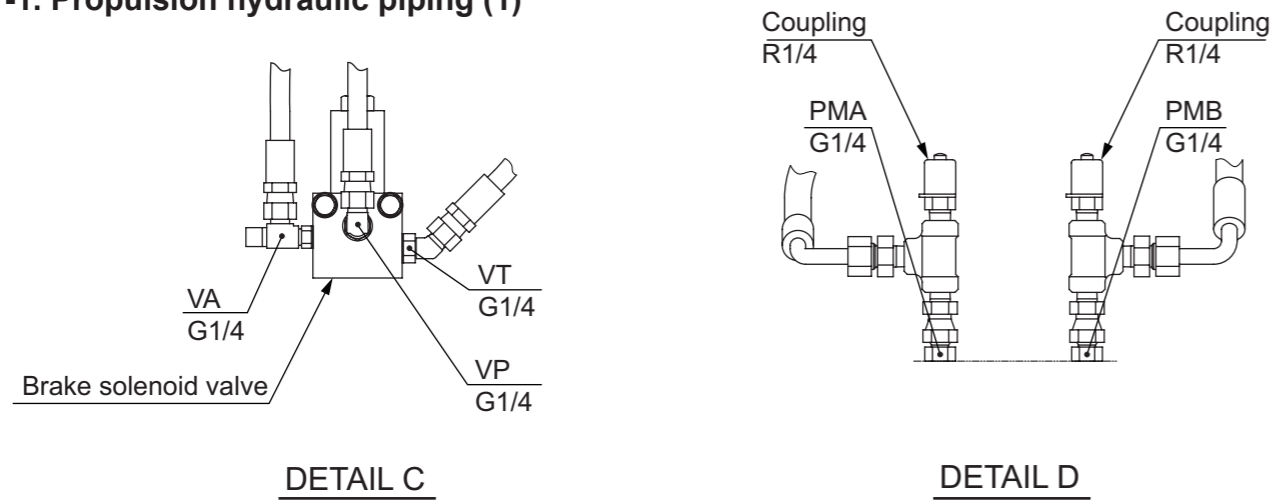 -1. Propulsion hydraulic piping (1)
Coupling
R1/4
Coupling
R1/4
PMA
G1/4
PMB
G1/4
VA
G1/4
VT
G1/4
VP
G1/4
Brake solenoid valve
DETAIL C
DETAIL D